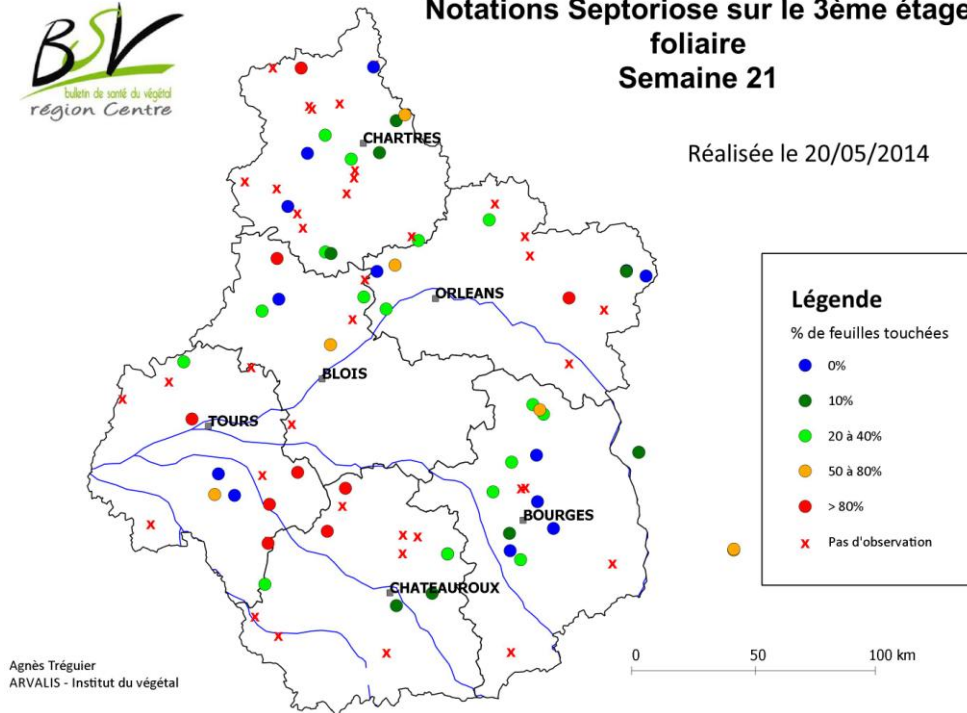 BSV
bulletin de santé du végétal
région Centre
Notations Septoriose sur le 3ème étage
foliaire
Semaine 21
Réalisée le 20/05/2014
CHARTRES
ORLEANS
BLOIS
TOURS
BOURGES
CHATEAUROUX
Légende
% de feuilles touchées
0%
10%
20 à 40%
50 à 80%
> 80%
x Pas d'observation
0 50 100 km
Agnès Tréguier
ARVALIS - Institut du végétal